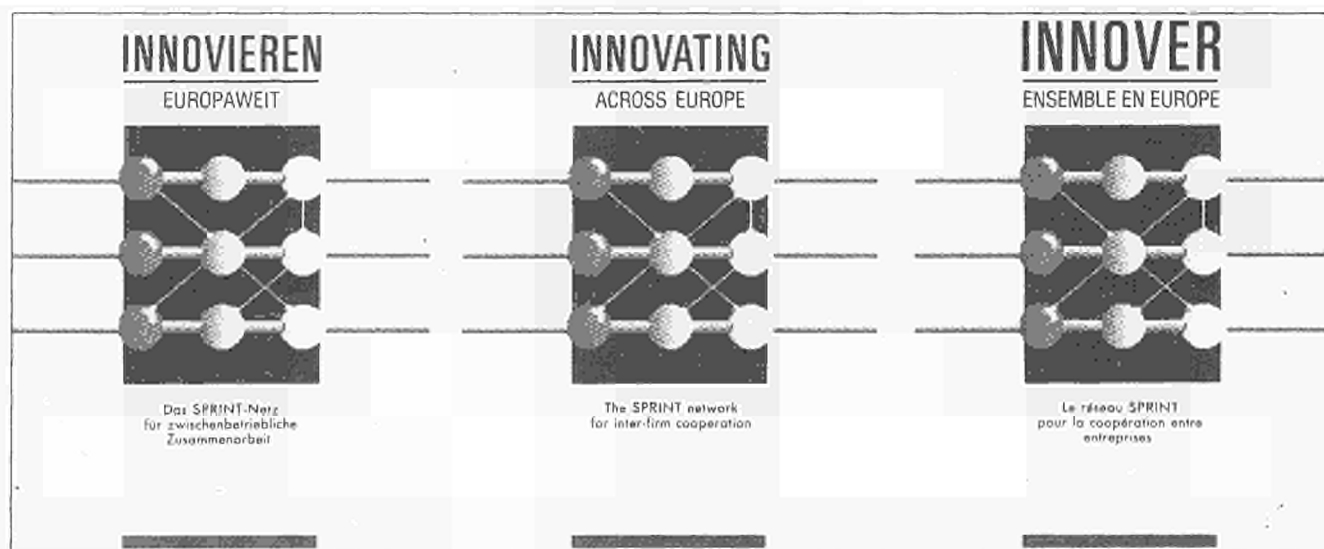 INNOVIEREN
EUROPAWEIT
Das SPRINT-Netz
für zwischenbetriebliche
Zusammenarbeit
INNOVATING
ACROSS EUROPE
The SPRINT network
for inter-firm cooperation
INNOVER
ENSEMBLE EN EUROPE
Le réseau SPRINT
pour la coopération entre
entreprises